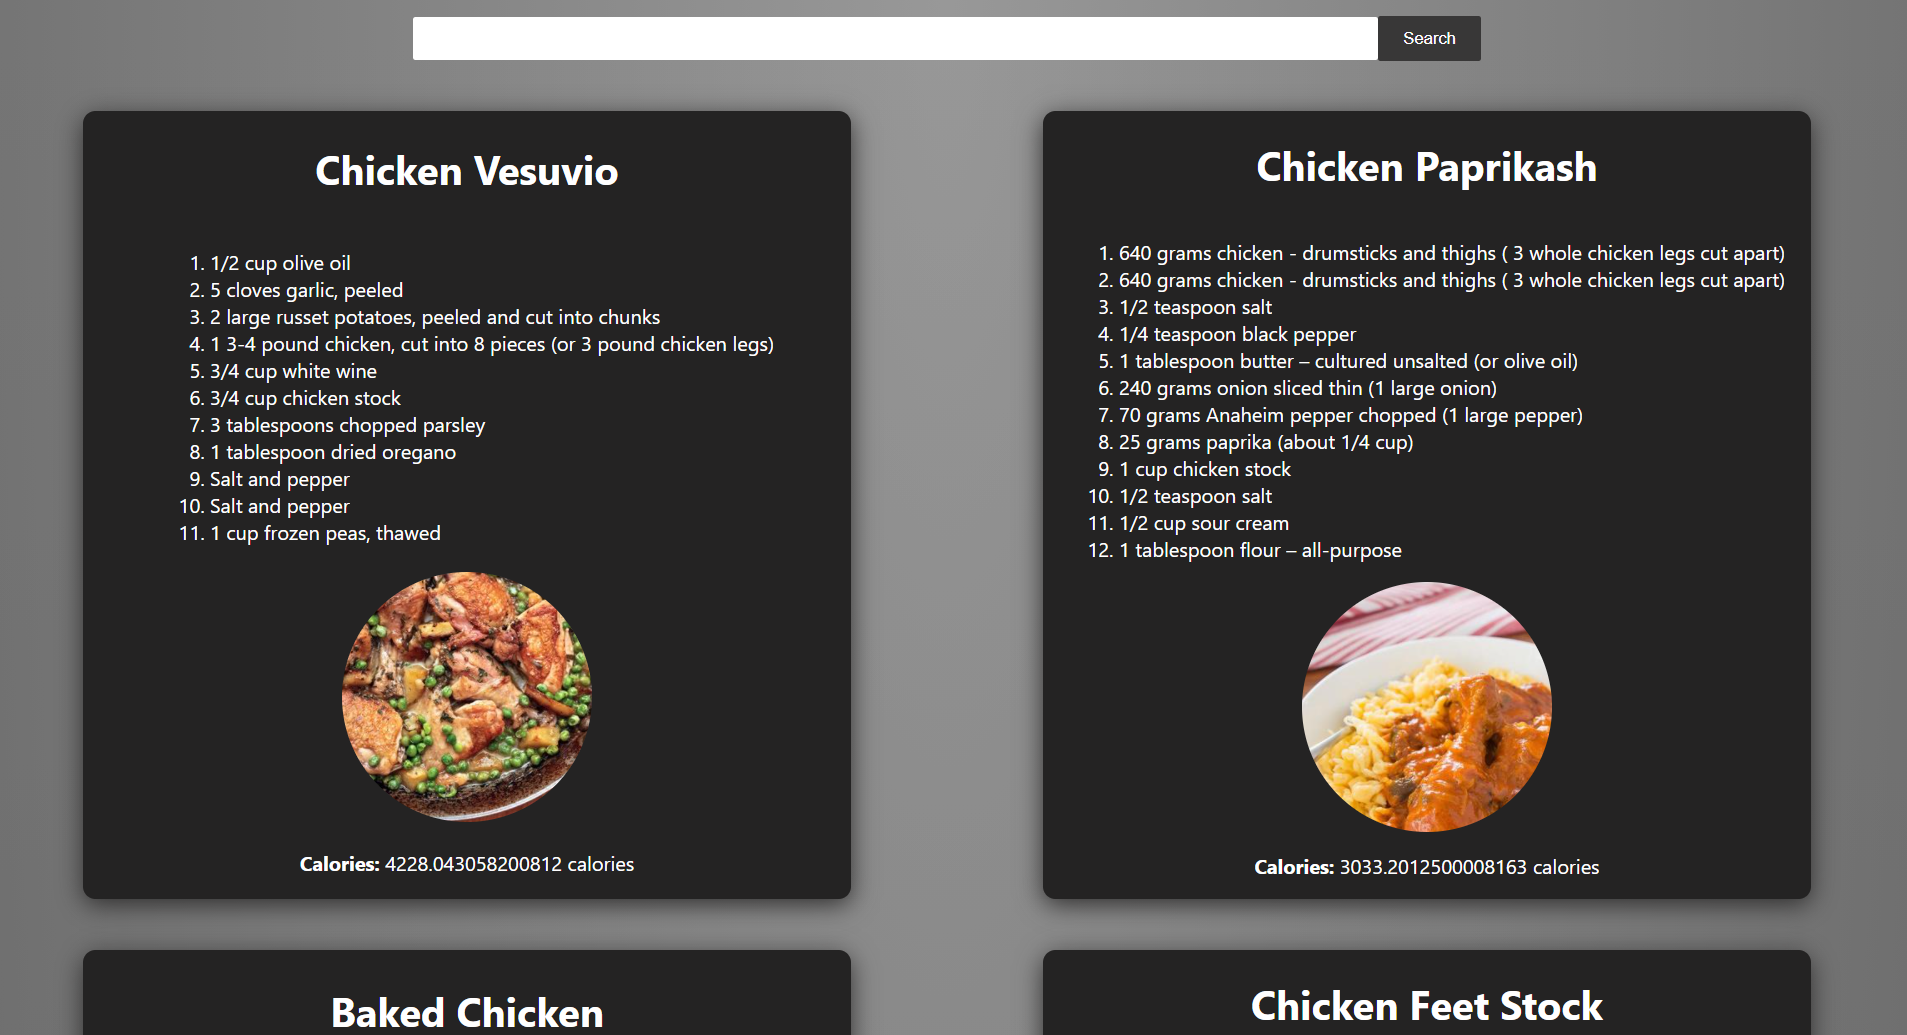 Search
Chicken Vesuvio
1. 1/2 cup olive oil
2. 5 cloves garlic, peeled
3. 2 large russet potatoes, peeled and cut into chunks
4. 1 3-4 pound chicken, cut into 8 pieces (or 3 pound chicken legs)
5. 3/4 cup white wine
6. 3/4 cup chicken stock
7. 3 tablespoons chopped parsley
8. 1 tablespoon dried oregano
9. Salt and pepper
10. Salt and pepper
11. 1 cup frozen peas, thawed
Calories: 4228.043058200812 calories
Chicken Paprikash
1. 640 grams chicken - drumsticks and thighs ( 3 whole chicken legs cut apart)
2. 640 grams chicken - drumsticks and thighs ( 3 whole chicken legs cut apart)
3. 1/2 teaspoon salt
4. 1/4 teaspoon black pepper
5. 1 tablespoon butter – cultured unsalted (or olive oil)
6. 240 grams onion sliced thin (1 large onion)
7. 70 grams Anaheim pepper chopped (1 large pepper)
8. 25 grams paprika (about 1/4 cup)
9. 1 cup chicken stock
10. 1/2 teaspoon salt
11. 1/2 cup sour cream
12. 1 tablespoon flour – all-purpose
Calories: 3033.2012500008163 calories
Baked Chicken
Chicken Feet Stock